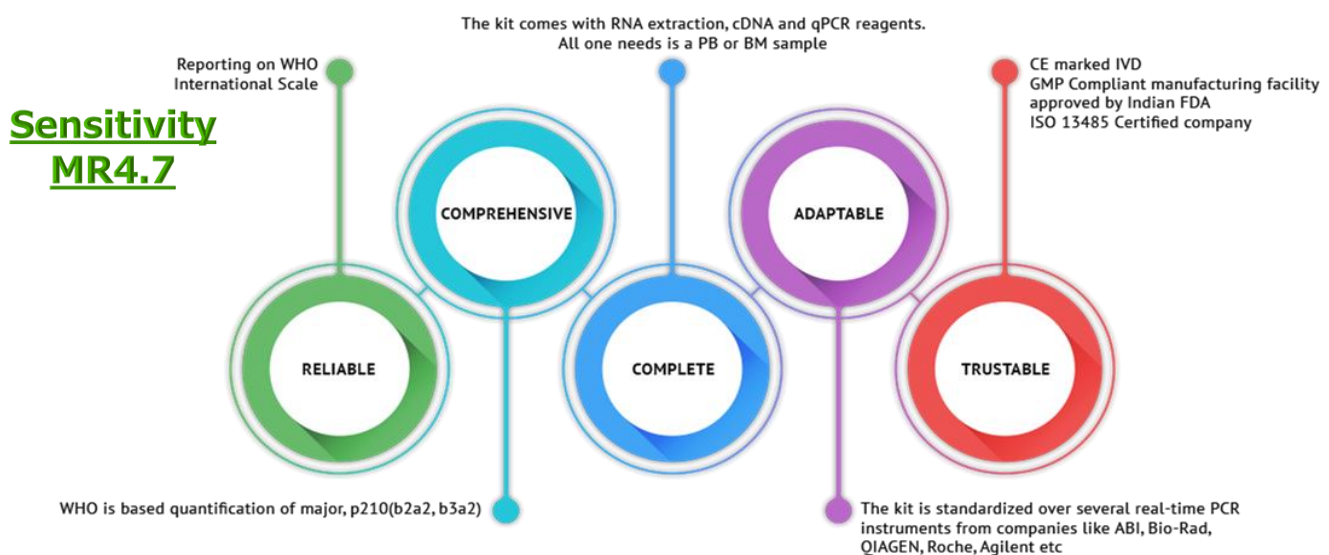 The kit comes with RNA extraction, cDNA and qPCR reagents.
All one needs is a PB or BM sample
Reporting on WHO
International Scale
CE marked IVD
GMP Compliant manufacturing facility
approved by Indian FDA
ISO 13485 Certified company
Sensitivity
MR4.7
COMPREHENSIVE
ADAPTABLE
RELIABLE
COMPLETE
TRUSTABLE
WHO is based quantification of major, p210(b2a2, b3a2)
The kit is standardized over several real-time PCR
instruments from companies like ABI, Bio-Rad,
QIAGEN, Roche, Agilent etc